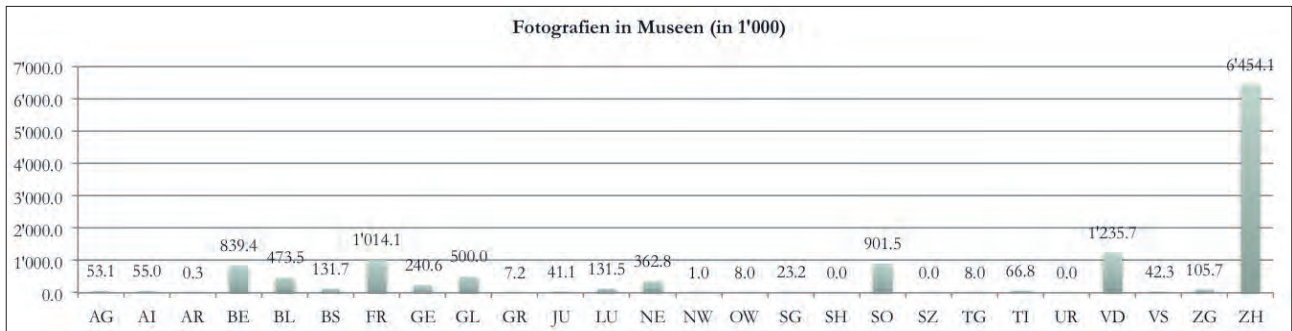 Fotografien in Museen (in 1'000)
7'000.0
6'000.0
5'000.0
4'000.0
3'000.0
2'000.0
1'000.0
0.0
53.1 55.0 0.3 839.4 473.5 131.7 1'014.1 240.6 500.0 7.2 41.1 131.5 362.8 1.0 8.0 23.2 0.0 901.5 0.0 8.0 66.8 0.0 1'235.7 42.3 105.7 6'454.1
AG AI AR BE BL BS FR GE GL GR JU LU NE NW OW SG SH SO SZ TG TI UR VD VS ZG ZH